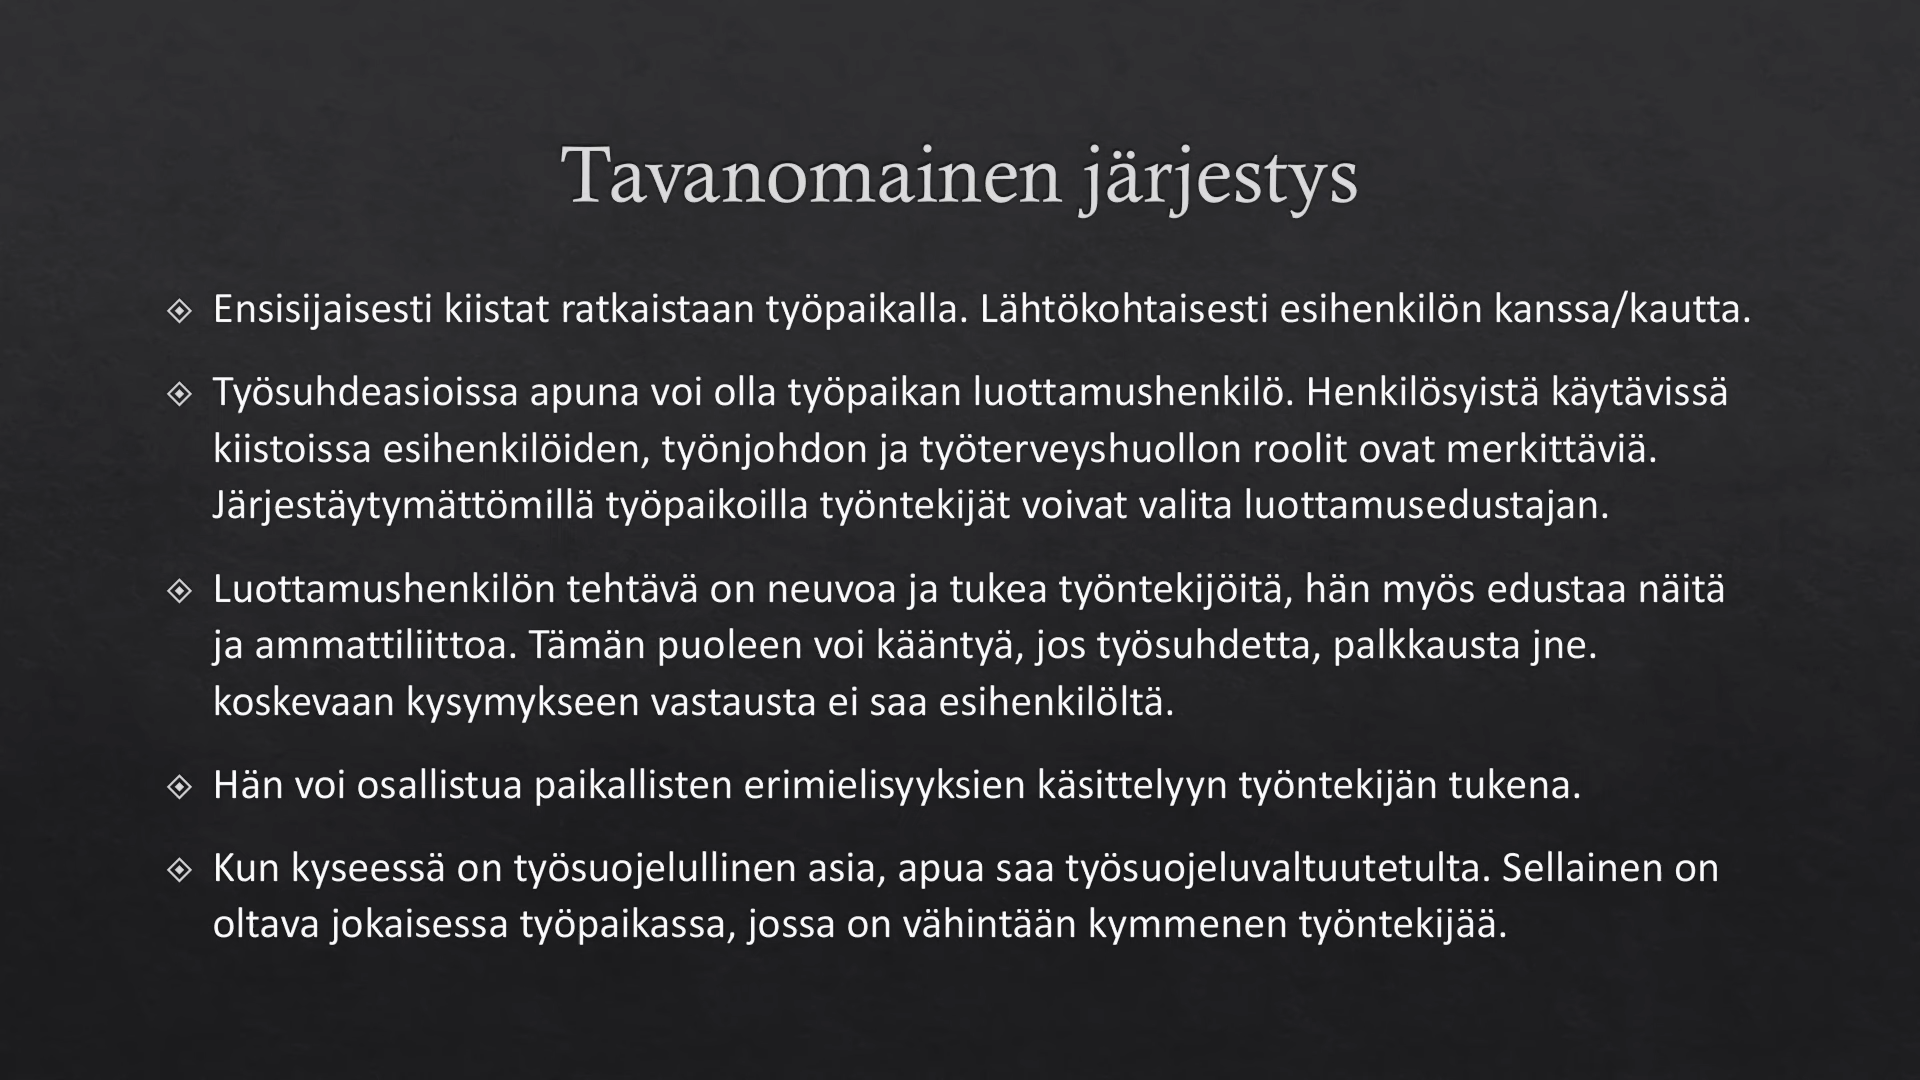 Tavanomainen järjestys
Ensisijaisesti kiistat ratkaistaan työpaikalla. Lähtökohtaisesti esihenkilön kanssa/kautta.
Työsuhdeasioissa apuna voi olla työpaikan luottamushenkilö. Henkilösyistä käytävissä
kiistoissa esihenkilöiden, työnjohdon ja työterveyshuollon roolit ovat merkittäviä.
Järjestäytymättömillä työpaikoilla työntekijät voivat valita luottamusedustajan.
Luottamushenkilön tehtävä on neuvoa ja tukea työntekijöitä, hän myös edustaa näitä
ja ammattiliittoa. Tämän puoleen voi kääntyä, jos työsuhdetta, palkkausta jne.
koskevaan kysymykseen vastausta ei saa esihenkilöltä.
Hän voi osallistua paikallisten erimielisyyksien käsittelyyn työntekijän tukena.
Kun kyseessä on työsuojelullinen asia, apua saa työsuojeluvaltuutetulta. Sellainen on
oltava jokaisessa työpaikassa, jossa on vähintään kymmenen työntekijää.